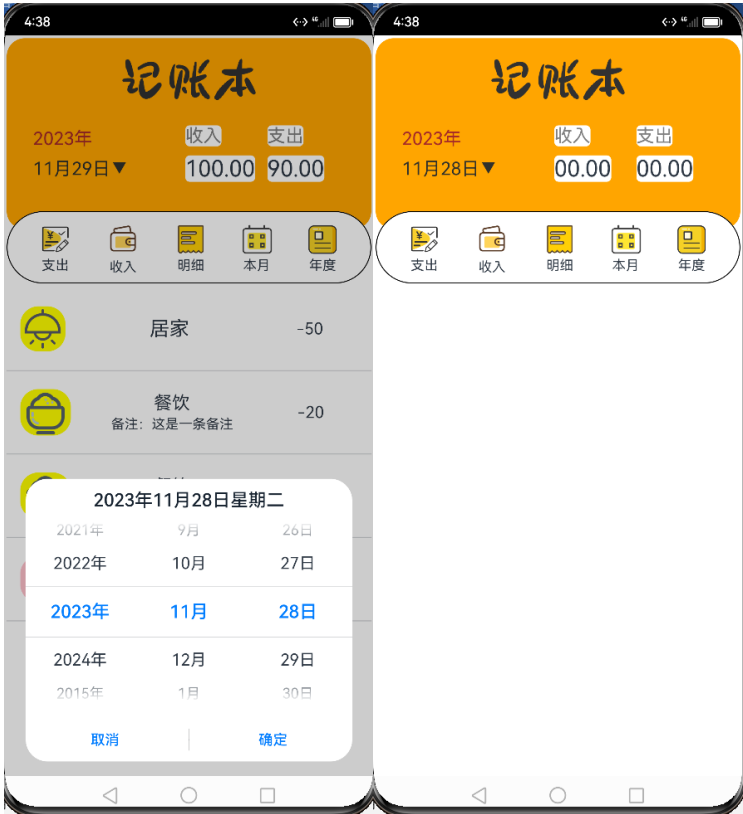 4:38
记账本
2023年 收入 支出
11月29日▼ 100.00 90.00
支出 收入 明细 本月 年度
居家 -50
餐饮 -20
备注：这是一条备注
2023年11月28日星期二
2021年 9月 26日
2022年 10月 27日
2023年 11月 28日
2024年 12月 29日
2015年 1月 30日
取消 确定
4:38
记账本
2023年 收入 支出
11月28日▼ 00.00 00.00
支出 收入 明细 本月 年度